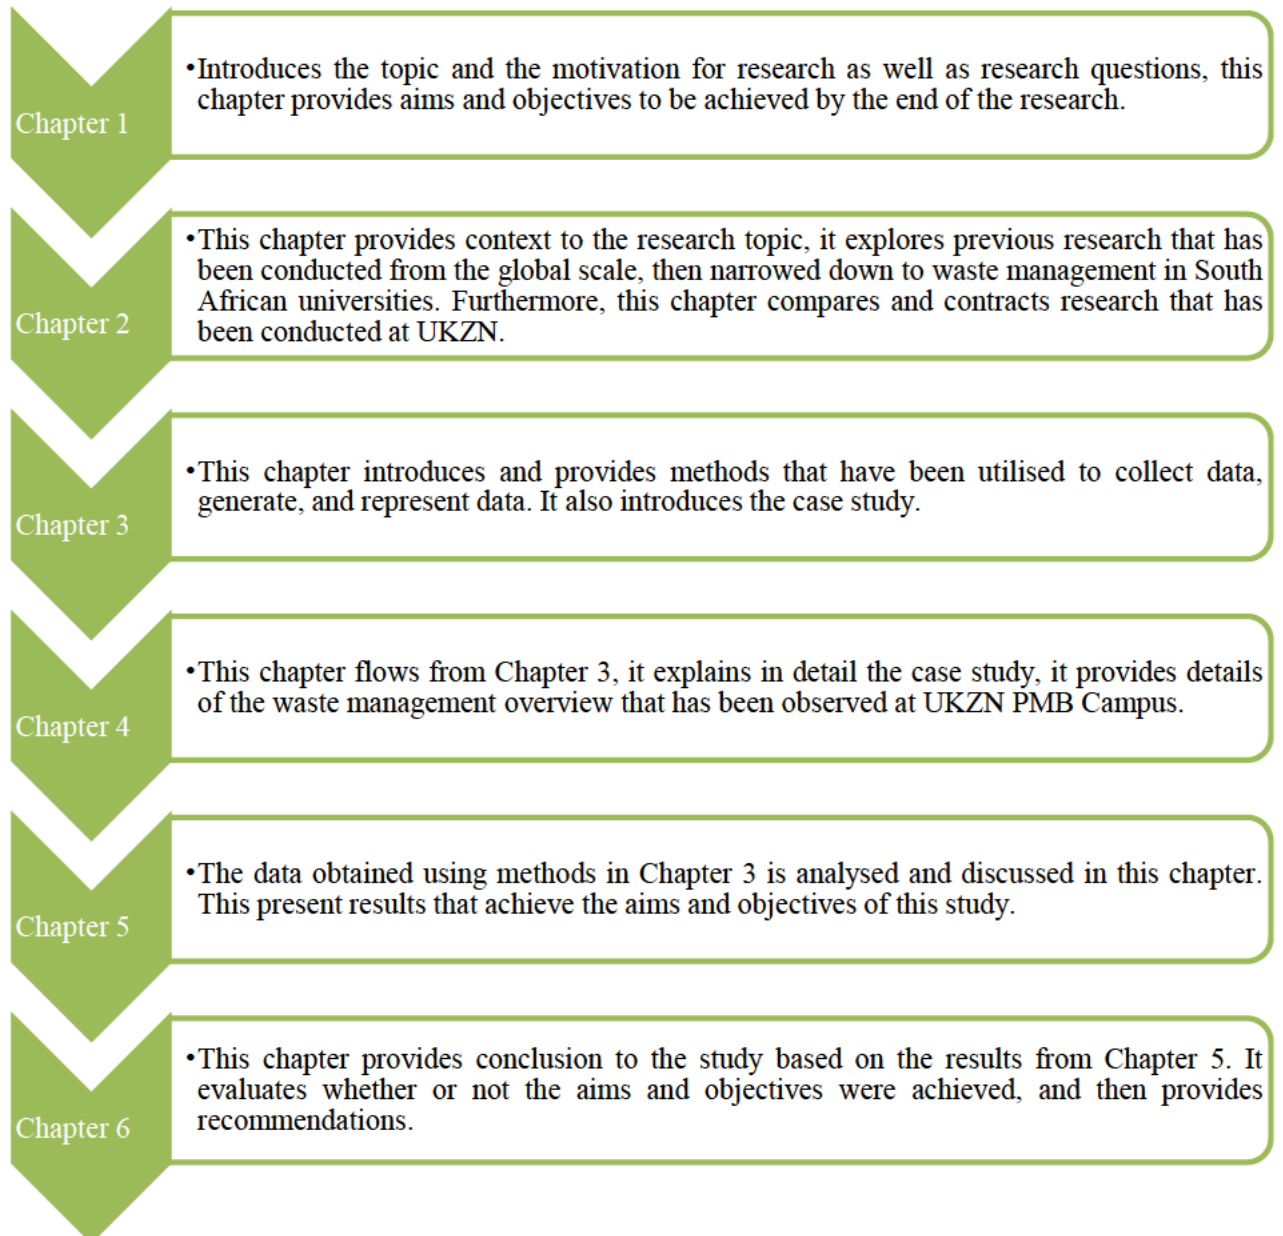 Chapter 1
•Introduces the topic and the motivation for research as well as research questions, this
chapter provides aims and objectives to be achieved by the end of the research.
Chapter 2
•This chapter provides context to the research topic, it explores previous research that has
been conducted from the global scale, then narrowed down to waste management in South
African universities. Furthermore, this chapter compares and contracts research that has
been conducted at UKZN.
Chapter 3
•This chapter introduces and provides methods that have been utilised to collect data,
generate, and represent data. It also introduces the case study.
Chapter 4
•This chapter flows from Chapter 3, it explains in detail the case study, it provides details
of the waste management overview that has been observed at UKZN PMB Campus.
Chapter 5
•The data obtained using methods in Chapter 3 is analysed and discussed in this chapter.
This present results that achieve the aims and objectives of this study.
Chapter 6
•This chapter provides conclusion to the study based on the results from Chapter 5. It
evaluates whether or not the aims and objectives were achieved, and then provides
recommendations.